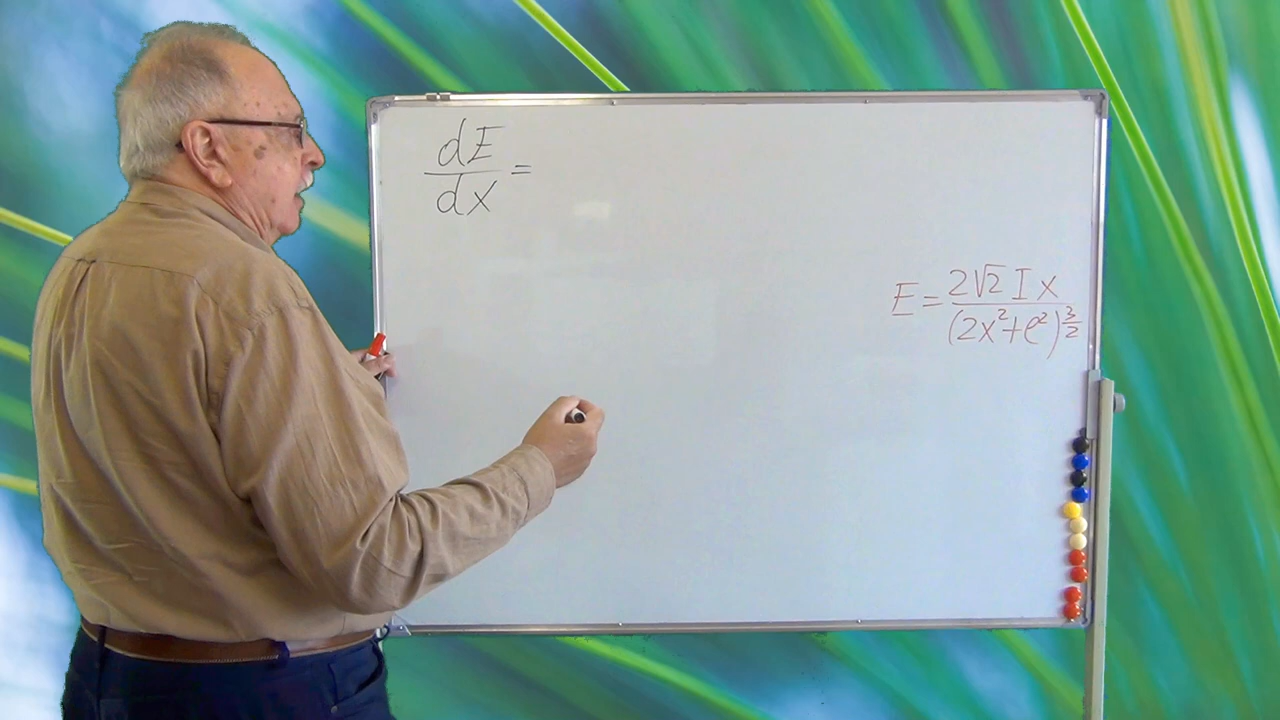 dE/dx =
E = 2√2 I x / (2x² + ℓ²)^(3/2)